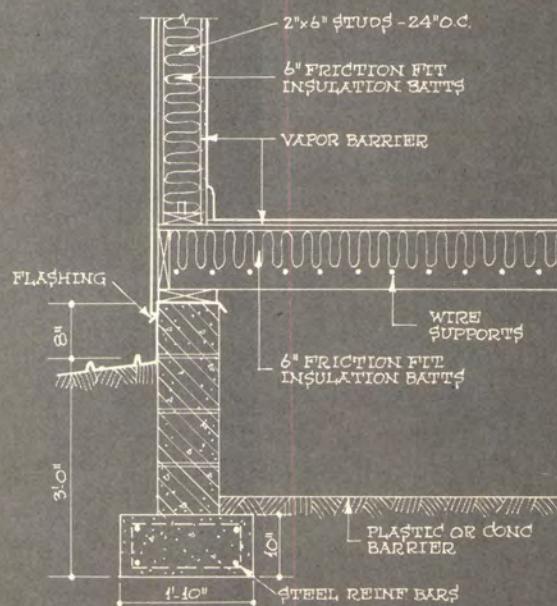 2"x6" STUDS - 24" O.C.
6" FRICTION FIT
INSULATION BATTS
VAPOR BARRIER
FLASHING
8"
WIRE
SUPPORTS
6" FRICTION FIT
INSULATION BATTS
3'-0"
10"
PLASTIC OR CONC
BARRIER
1'-10"
STEEL REINF BARS